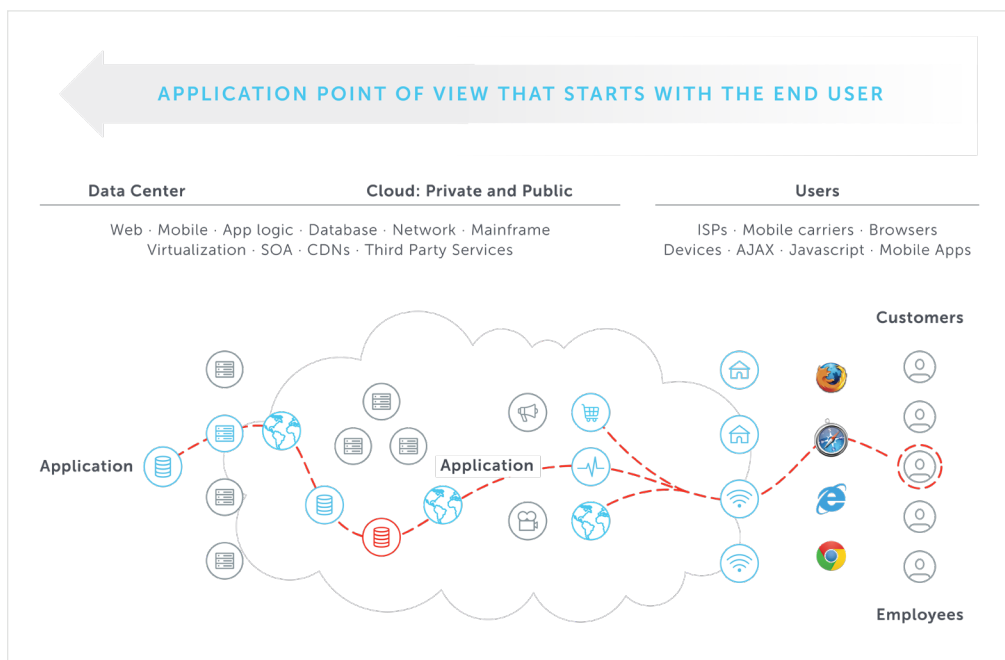 APPLICATION POINT OF VIEW THAT STARTS WITH THE END USER
Data Center
Cloud: Private and Public
Users
Web · Mobile · App logic · Database · Network · Mainframe
Virtualization · SOA · CDNs · Third Party Services
ISPs · Mobile carriers · Browsers
Devices · AJAX · Javascript · Mobile Apps
Customers
Application
Application
Employees